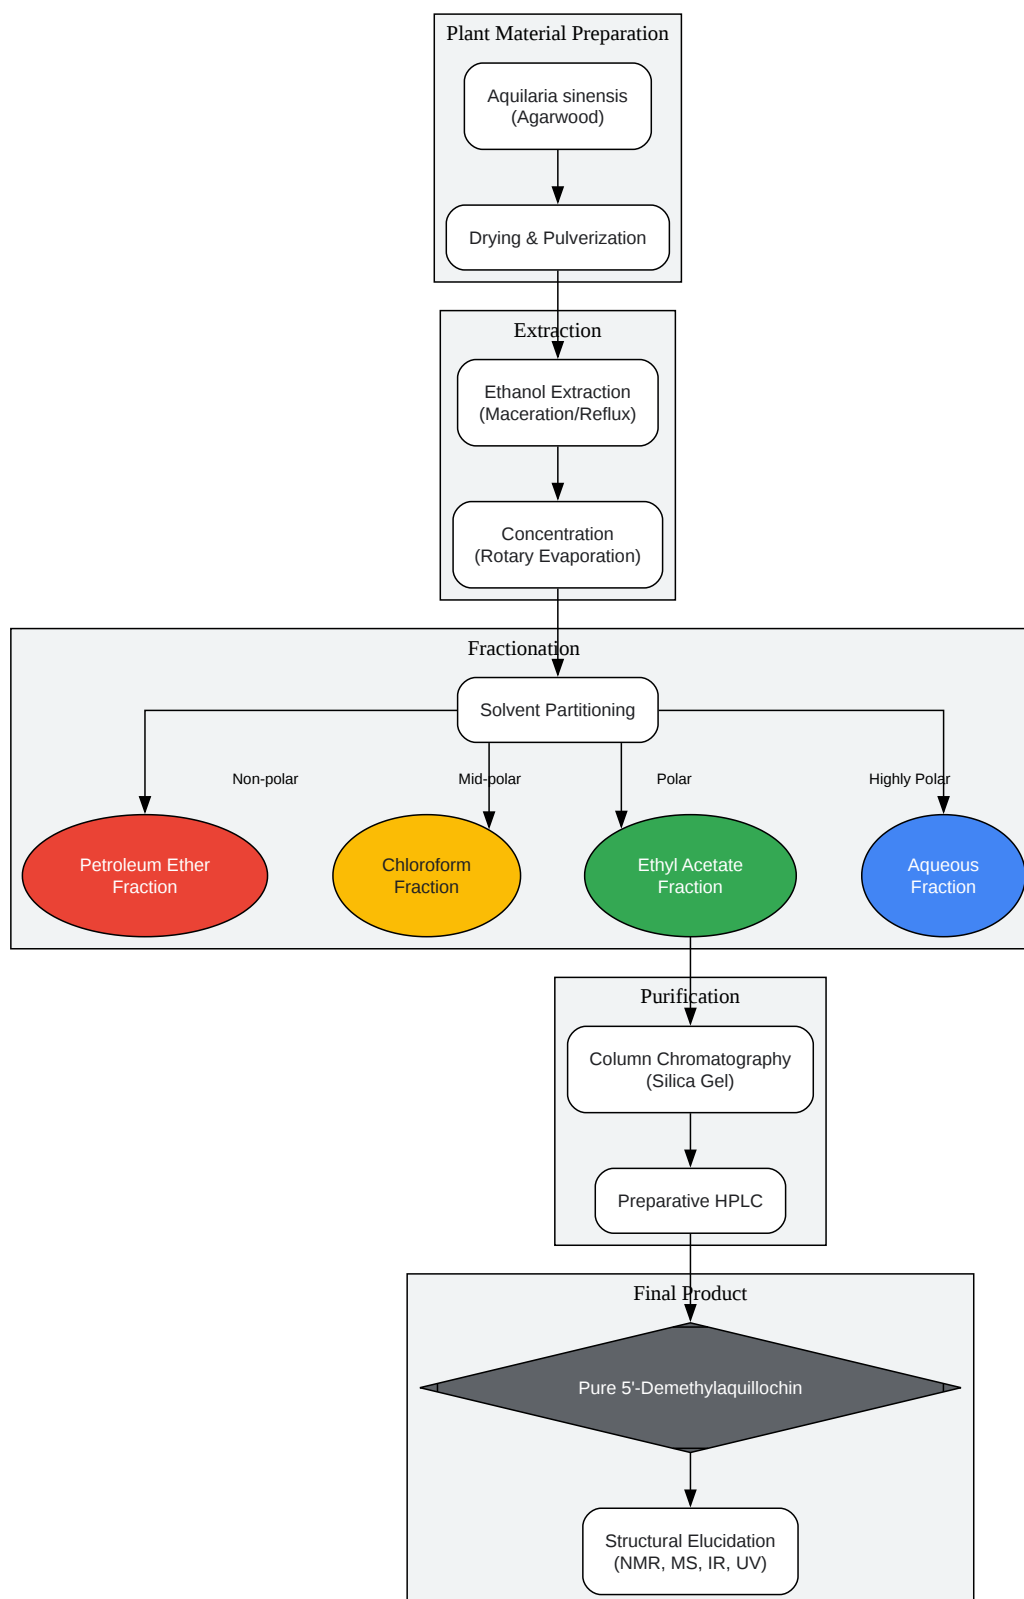 Plant Material Preparation
Aquilaria sinensis
(Agarwood)
Drying & Pulverization
Extraction
Ethanol Extraction
(Maceration/Reflux)
Concentration
(Rotary Evaporation)
Fractionation
Solvent Partitioning
Non-polar
Mid-polar
Polar
Highly Polar
Petroleum Ether
Fraction
Chloroform
Fraction
Ethyl Acetate
Fraction
Aqueous
Fraction
Purification
Column Chromatography
(Silica Gel)
Preparative HPLC
Final Product
Pure 5'-Demethylaquillochin
Structural Elucidation
(NMR, MS, IR, UV)